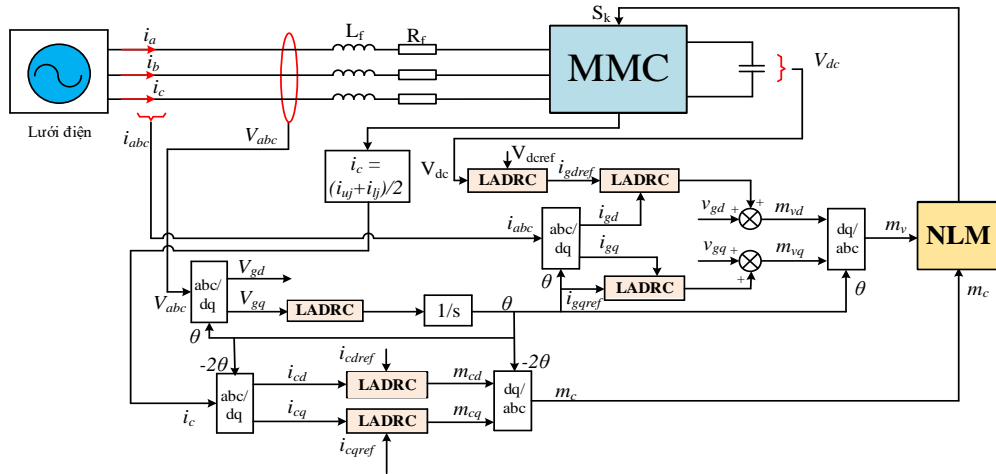 S_k
i_a
L_f
R_f
i_b
MMC
V_dc
i_c
Lưới điện
i_abc
V_abc
i_c =
(i_uj+i_lj)/2
V_dc
V_dcref
LADRC
i_gdref
LADRC
i_gd
v_gd
+
+
m_vd
i_abc
abc/
dq
i_gq
v_gq
+
+
m_vq
dq/
abc
m_v
NLM
θ
i_gqref
LADRC
θ
m_c
V_abc
abc/
dq
V_gd
V_gq
LADRC
1/s
θ
θ
-2θ
-2θ
i_cdref
abc/
dq
i_cd
LADRC
m_cd
dq/
abc
m_c
i_c
i_cq
LADRC
m_cq
i_cqref